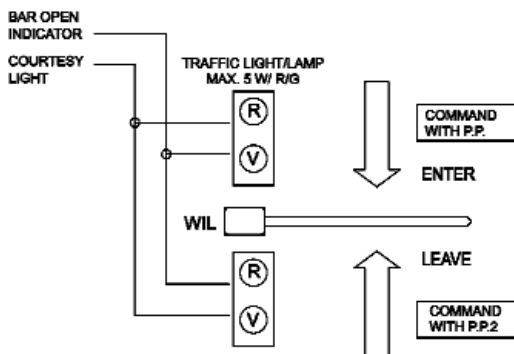 BAR OPEN
INDICATOR
COURTESY
LIGHT
TRAFFIC LIGHT/LAMP
MAX. 5 W/ R/G
R
V
COMMAND
WITH P.P.
ENTER
WIL
LEAVE
R
V
COMMAND
WITH P.P.2